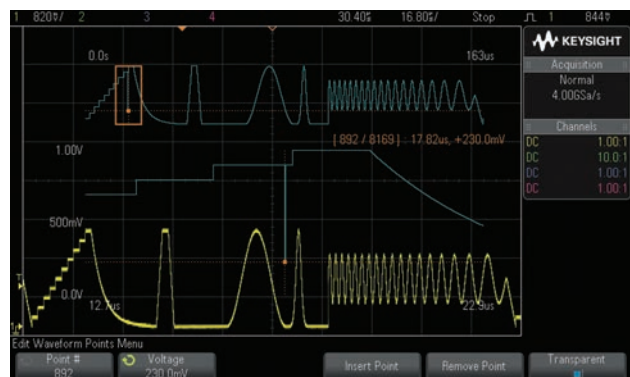 1 820▽/ 2 3 4 30.40s 16.80s/ Stop 1 844▽
KEYSIGHT
Acquisition
Normal
4.00GSa/s
Channels
DC 1.00:1
DC 10.0:1
DC 1.00:1
DC 1.00:1
0.0s 163us
[ 892 / 8169 ] : 17.82us, +230.0mV
1.00V
500mV
0.0V
12.7us 22.9us
Edit Waveform Points Menu
Point #
892
Voltage
230.0mV
Insert Point
Remove Point
Transparent